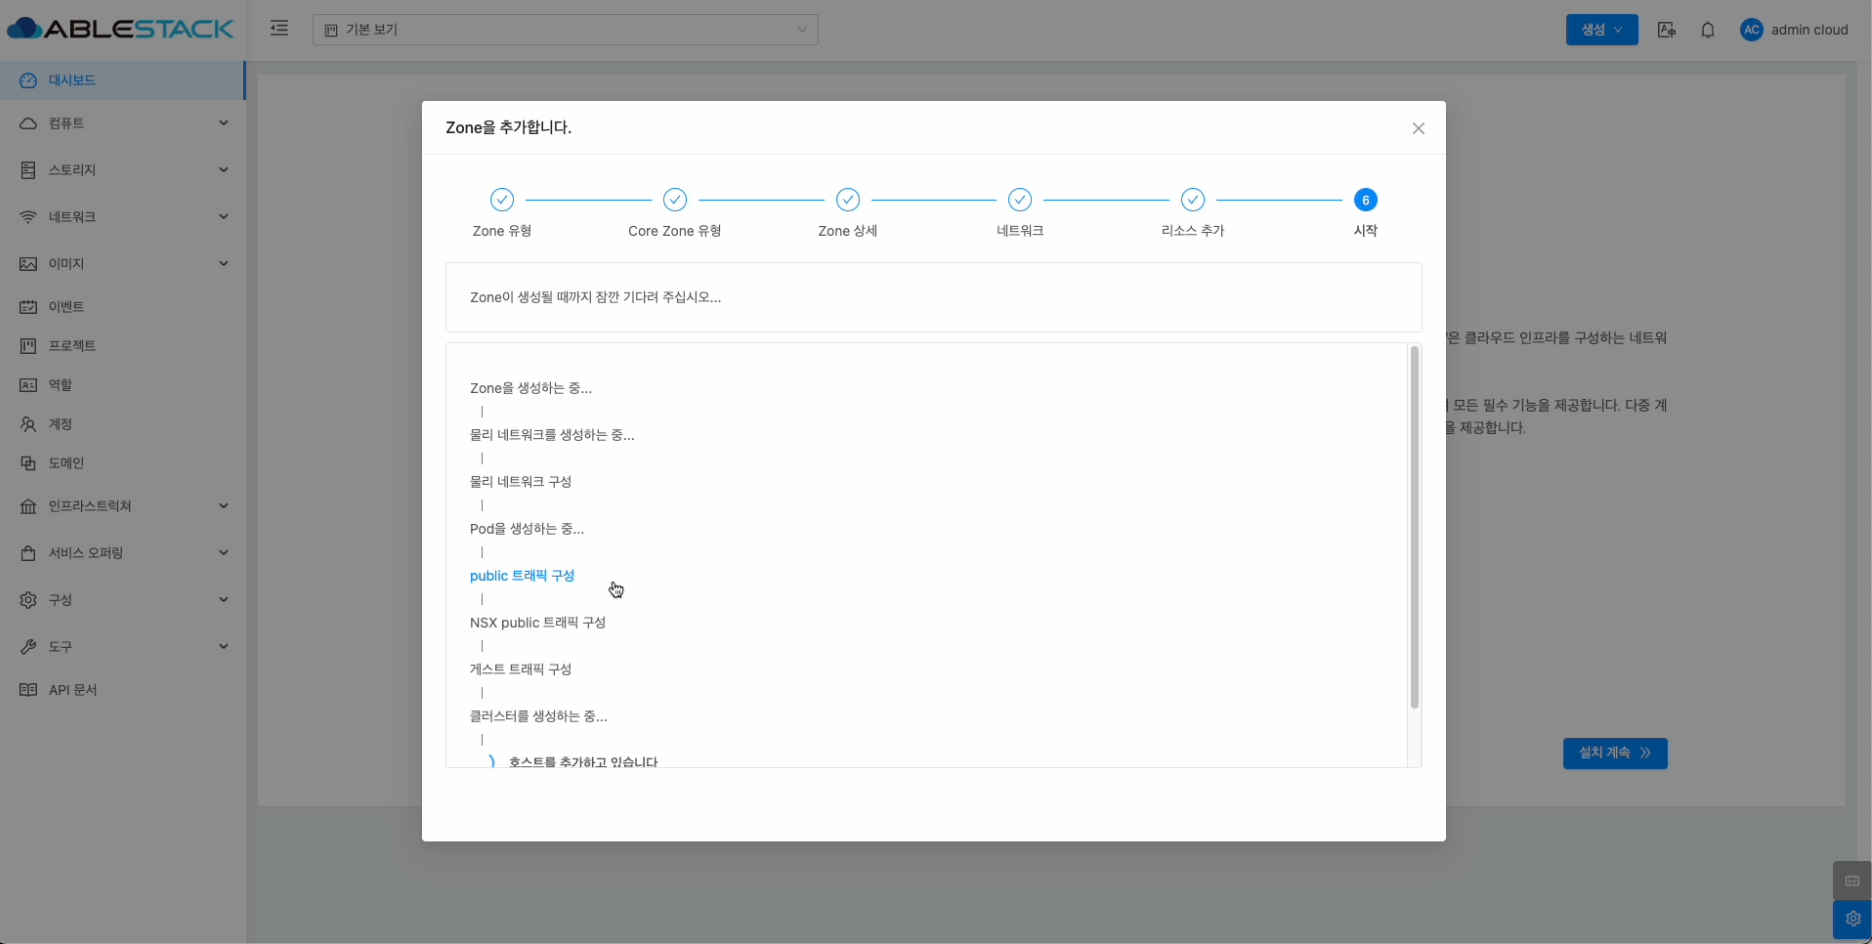 ABLESTACK
기본 보기
생성
AC admin cloud
대시보드
컴퓨트
스토리지
네트워크
이미지
이벤트
프로젝트
역할
계정
도메인
인프라스트럭쳐
서비스 오퍼링
구성
도구
API 문서
Zone을 추가합니다.
Zone 유형
Core Zone 유형
Zone 상세
네트워크
리소스 추가
6
시작
Zone이 생성될 때까지 잠깐 기다려 주십시오...
Zone을 생성하는 중...
물리 네트워크를 생성하는 중...
물리 네트워크 구성
Pod을 생성하는 중...
public 트래픽 구성
NSX public 트래픽 구성
게스트 트래픽 구성
클러스터를 생성하는 중...
호스트를 추가하고 있습니다
은 클라우드 인프라를 구성하는 네트워
모든 필수 기능을 제공합니다. 다중 계
을 제공합니다.
설치 계속